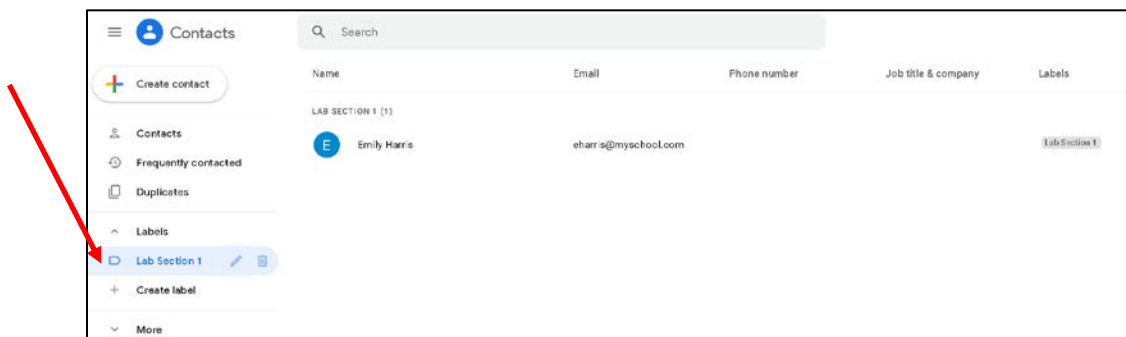 Contacts
Search
Create contact
Name Email Phone number Job title & company Labels
LAB SECTION 1 (1)
Contacts
E Emily Harris eharris@myschool.com Lab Section 1
Frequently contacted
Duplicates
Labels
Lab Section 1
Create label
More